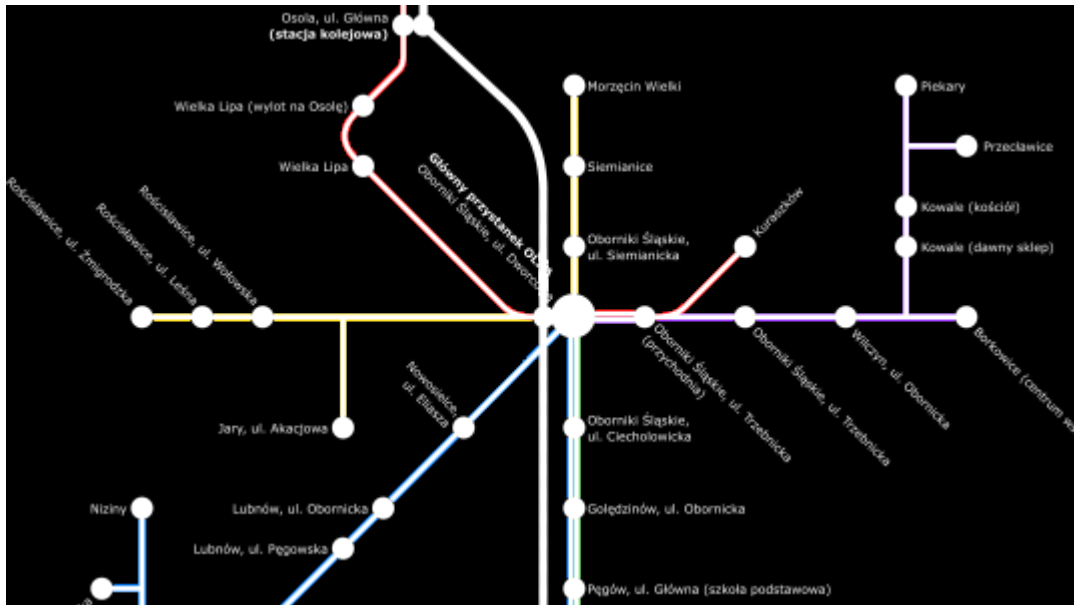 Osola, ul. Główna
(stacja kolejowa)
Morzęcin Wielki
Piekary
Wielka Lipa (wylot na Osolę)
Przecławice
Siemianice
Wielka Lipa
Główny przystanek
Oborniki Śląskie, ul. Dworcowa
Kuraszków
Kowale (kościół)
Rościsławice, ul. Żmigrodzka
Rościsławice, ul. Leśna
Rościsławice, ul. Wołowska
Oborniki Śląskie,
ul. Siemianicka
Kowale (dawny sklep)
Oborniki Śląskie, ul. Trzebnicka
(przychodnia)
Oborniki Śląskie, ul. Trzebnicka
Wilczyn, ul. Obornicka
Borkowice (centrum ws
Nowosielce,
ul. Eliasza
Jary, ul. Akacjowa
Oborniki Śląskie,
ul. Ciecholowicka
Niziny
Lubnów, ul. Obornicka
Golędzinów, ul. Obornicka
Lubnów, ul. Pęgowska
Pęgów, ul. Główna (szkoła podstawowa)